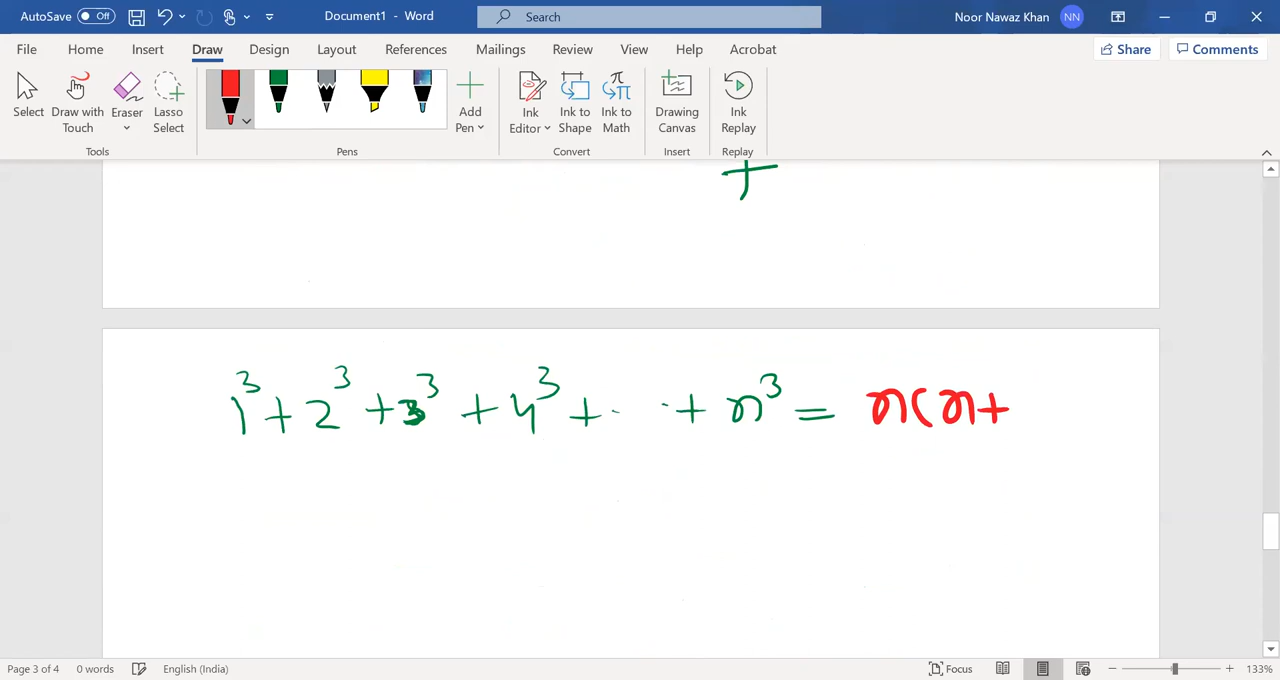 AutoSave Off Document1 - Word Search Noor Nawaz Khan NN
File Home Insert Draw Design Layout References Mailings Review View Help Acrobat Share Comments
Select Draw with Touch Eraser Lasso Select Add Pen Ink Editor Ink to Shape Ink to Math Drawing Canvas Ink Replay
Tools Pens Convert Insert Replay
+
1³ + 2³ + 3³ + 4³ + - - + n³ = n(n+
Page 3 of 4 0 words English (India) Focus 133%